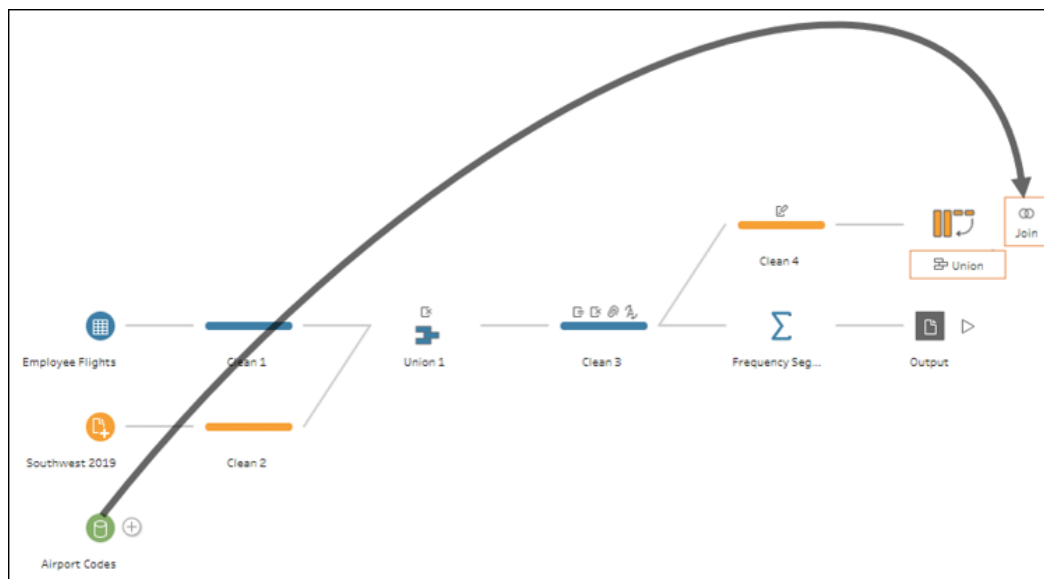 Join
Clean 4
Union
Employee Flights
Clean 1
Union 1
Clean 3
Frequency Seg...
Output
Southwest 2019
Clean 2
Airport Codes